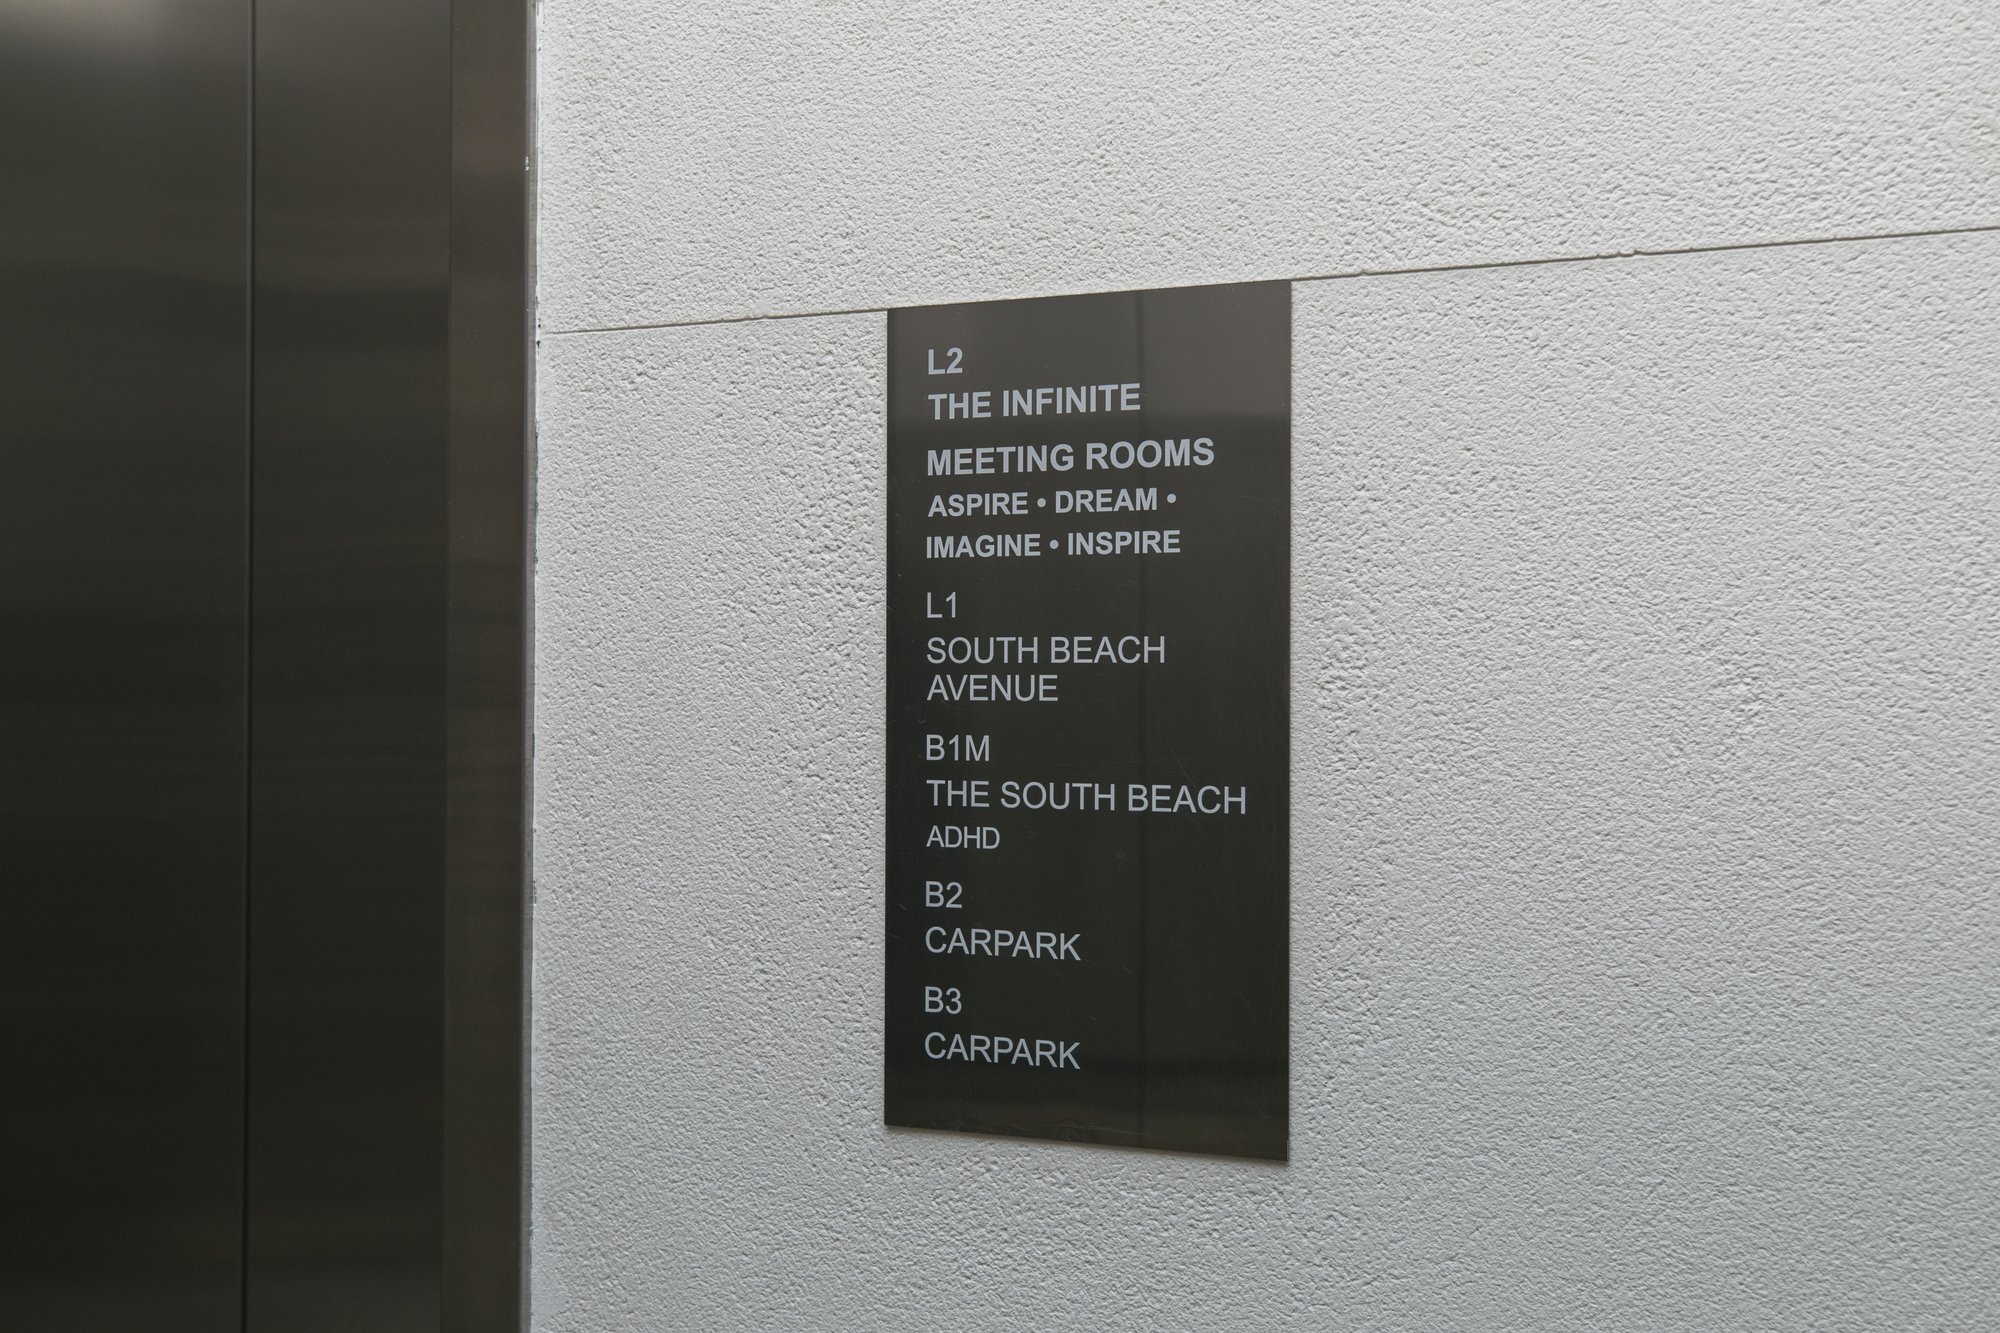 L2
THE INFINITE
MEETING ROOMS
ASPIRE • DREAM •
IMAGINE • INSPIRE
L1
SOUTH BEACH
AVENUE
B1M
THE SOUTH BEACH
ADHD
B2
CARPARK
B3
CARPARK